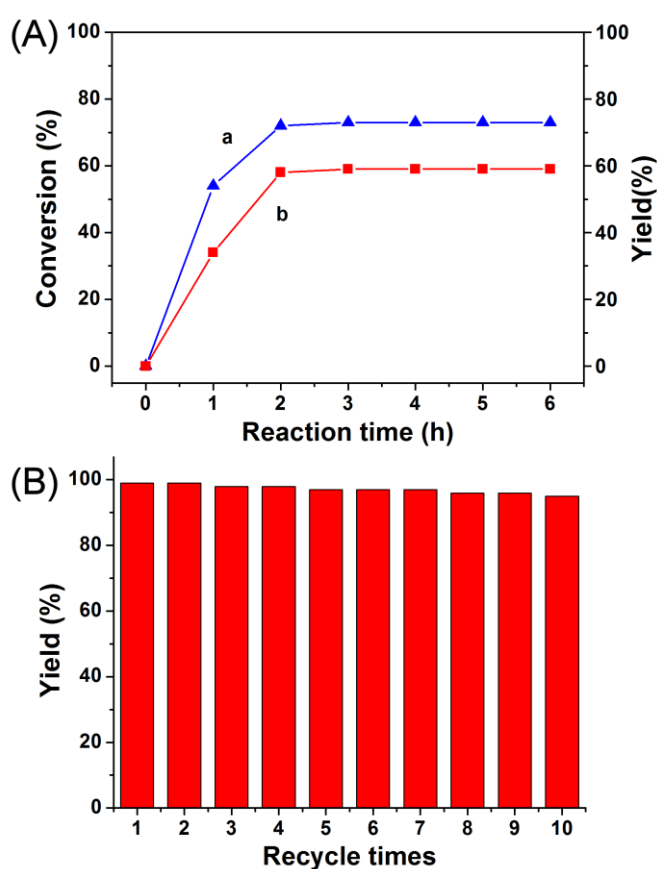 (A)
100
80
60
40
20
0
Conversion (%)
a
b
100
80
60
40
20
0
Yield(%)
0 1 2 3 4 5 6
Reaction time (h)
(B)
100
80
60
40
20
0
Yield (%)
1 2 3 4 5 6 7 8 9 10
Recycle times